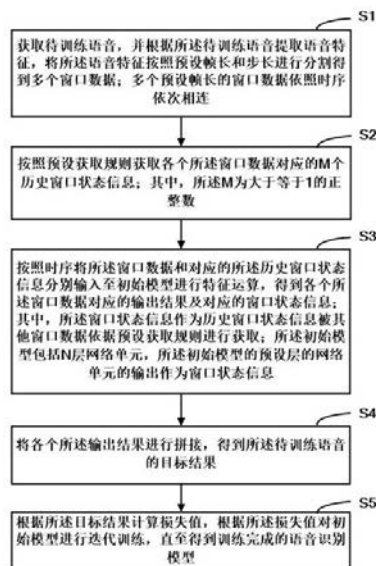 S1
获取待训练语音，并根据所述待训练语音提取语音特
征，将所述语音特征按照预设帧长和步长进行分割得
到多个窗口数据；多个预设帧长的窗口数据依照时序
依次相连
S2
按照预设获取规则获取各个所述窗口数据对应的M个
历史窗口状态信息；其中，所述M为大于等于1的正
整数
S3
按照时序将所述窗口数据和对应的所述历史窗口状态
信息分别输入至初始模型进行特征运算，得到各个所
述窗口数据对应的输出结果及对应的窗口状态信息；
其中，所述窗口状态信息作为历史窗口状态信息被其
他窗口数据依据预设获取规则进行获取；所述初始模
型包括N层网络单元，所述初始模型的预设层的网络
单元的输出作为窗口状态信息
S4
将各个所述输出结果进行拼接，得到所述待训练语音
的目标结果
S5
根据所述目标结果计算损失值，根据所述损失值对初
始模型进行迭代训练，直至得到训练完成的语音识别
模型